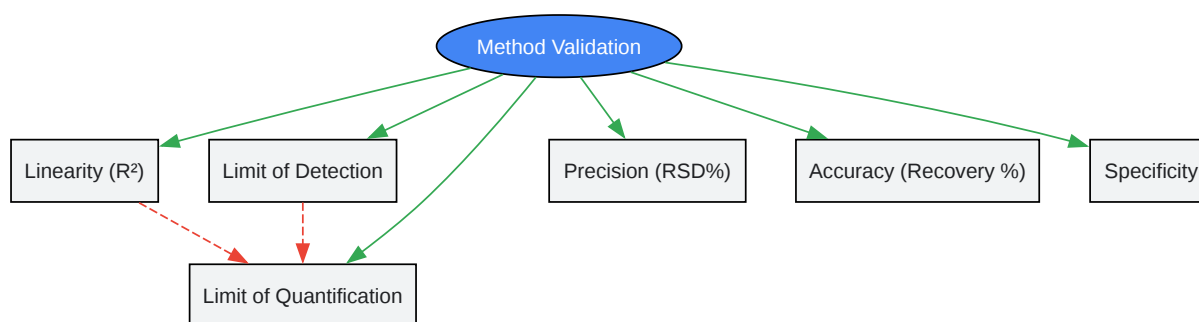 Method Validation
Linearity (R²)
Limit of Detection
Precision (RSD%)
Accuracy (Recovery %)
Specificity
Limit of Quantification